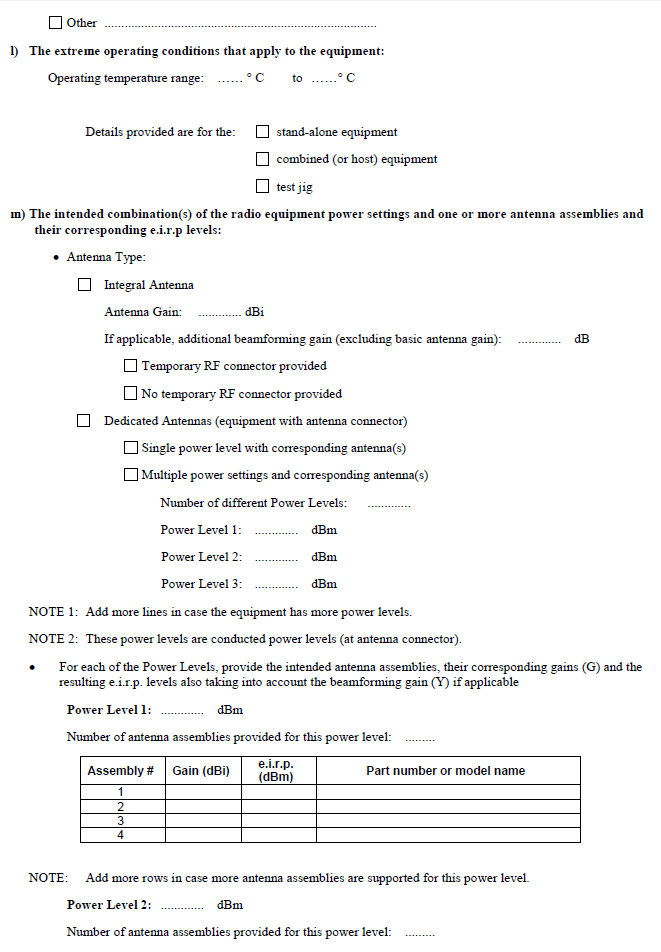 ☐ Other ....................................................................................
l) The extreme operating conditions that apply to the equipment:
Operating temperature range: ...... ° C to ......° C
Details provided are for the: ☐ stand-alone equipment
☐ combined (or host) equipment
☐ test jig
m) The intended combination(s) of the radio equipment power settings and one or more antenna assemblies and
their corresponding e.i.r.p levels:
• Antenna Type:
☐ Integral Antenna
Antenna Gain: ............. dBi
If applicable, additional beamforming gain (excluding basic antenna gain): ............. dB
☐ Temporary RF connector provided
☐ No temporary RF connector provided
☐ Dedicated Antennas (equipment with antenna connector)
☐ Single power level with corresponding antenna(s)
☐ Multiple power settings and corresponding antenna(s)
Number of different Power Levels: .............
Power Level 1: ............. dBm
Power Level 2: ............. dBm
Power Level 3: ............. dBm
NOTE 1: Add more lines in case the equipment has more power levels.
NOTE 2: These power levels are conducted power levels (at antenna connector).
• For each of the Power Levels, provide the intended antenna assemblies, their corresponding gains (G) and the
resulting e.i.r.p. levels also taking into account the beamforming gain (Y) if applicable
Power Level 1: ............. dBm
Number of antenna assemblies provided for this power level: .........
Assembly # Gain (dBi) e.i.r.p. (dBm) Part number or model name
1
2
3
4
NOTE: Add more rows in case more antenna assemblies are supported for this power level.
Power Level 2: ............. dBm
Number of antenna assemblies provided for this power level: .........